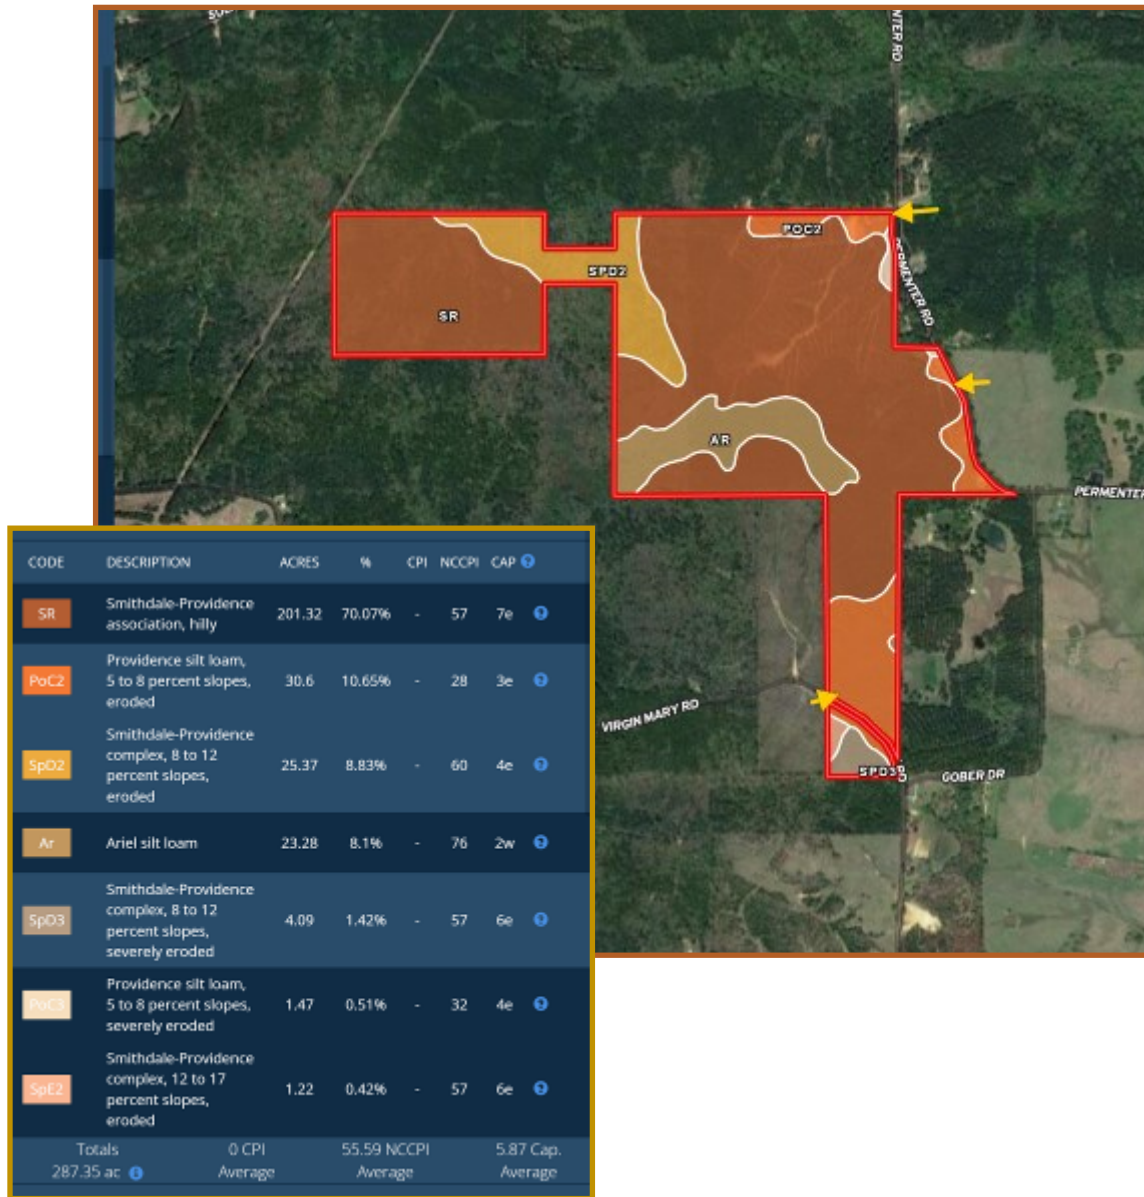 NTER RD
POC2
PERMENTER RD
SPD2
SR
AR
PERMENTER
VIRGIN MARY RD
SPD3
GOBER DR
CODE DESCRIPTION ACRES % CPI NCCPI CAP
SR Smithdale-Providence association, hilly 201.32 70.07% - 57 7e
PoC2 Providence silt loam, 5 to 8 percent slopes, eroded 30.6 10.65% - 28 3e
SpD2 Smithdale-Providence complex, 8 to 12 percent slopes, eroded 25.37 8.83% - 60 4e
Ar Ariel silt loam 23.28 8.1% - 76 2w
SpD3 Smithdale-Providence complex, 8 to 12 percent slopes, severely eroded 4.09 1.42% - 57 6e
PoC3 Providence silt loam, 5 to 8 percent slopes, severely eroded 1.47 0.51% - 32 4e
SpE2 Smithdale-Providence complex, 12 to 17 percent slopes, eroded 1.22 0.42% - 57 6e
Totals 0 CPI 55.59 NCCPI 5.87 Cap.
287.35 ac Average Average Average